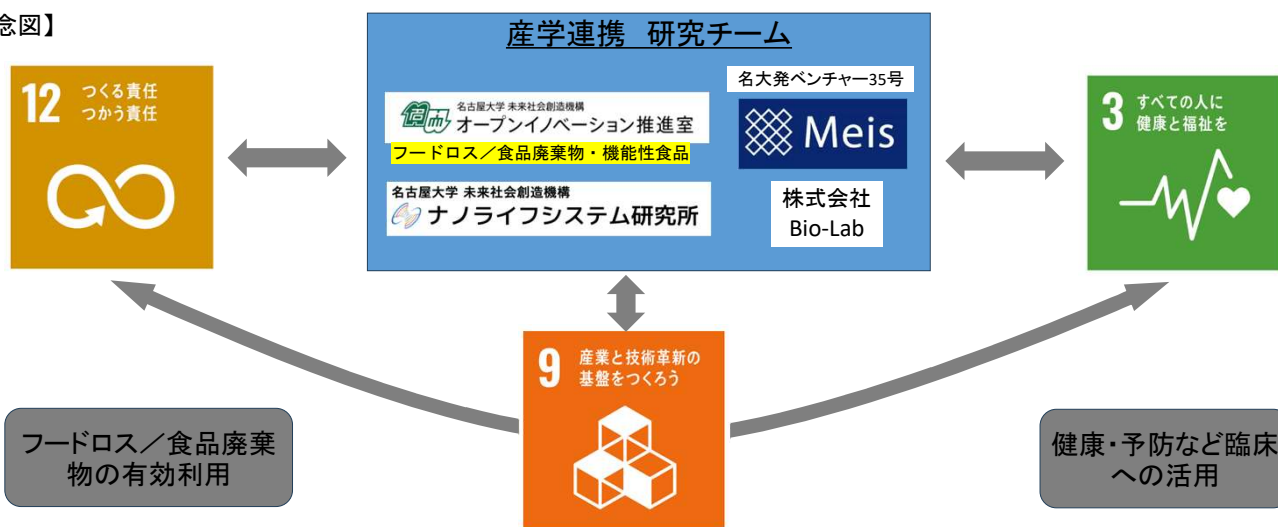 念図】
産学連携 研究チーム
12 つくる責任
つかう責任
名古屋大学 未来社会創造機構
オープンイノベーション推進室
フードロス／食品廃棄物・機能性食品
名古屋大学 未来社会創造機構
ナノライフシステム研究所
名大発ベンチャー35号
Meis
株式会社
Bio-Lab
3 すべての人に
健康と福祉を
9 産業と技術革新の
基盤をつくろう
フードロス／食品廃棄
物の有効利用
健康・予防など臨床
への活用